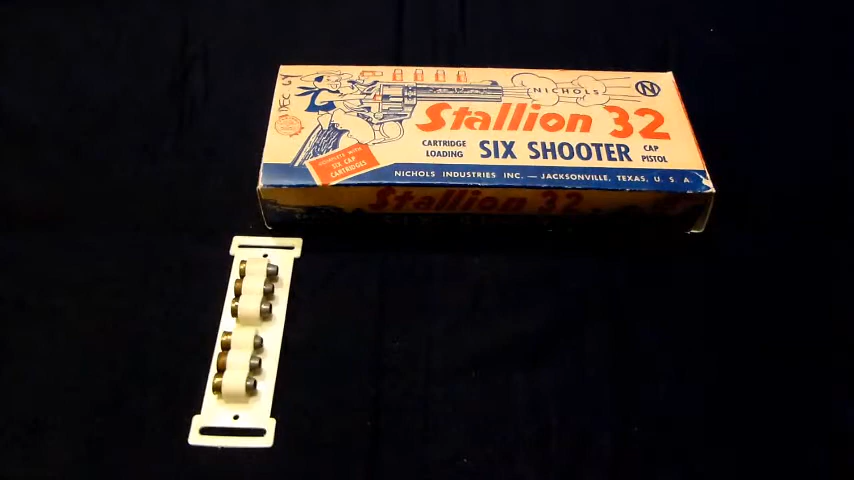 NICHOLS
N
Stallion 32
CARTRIDGE LOADING
SIX SHOOTER
CAP PISTOL
COMPLETE WITH
SIX CAP
CARTRIDGES
NICHOLS INDUSTRIES INC. — JACKSONVILLE, TEXAS, U. S. A.
Stallion 32